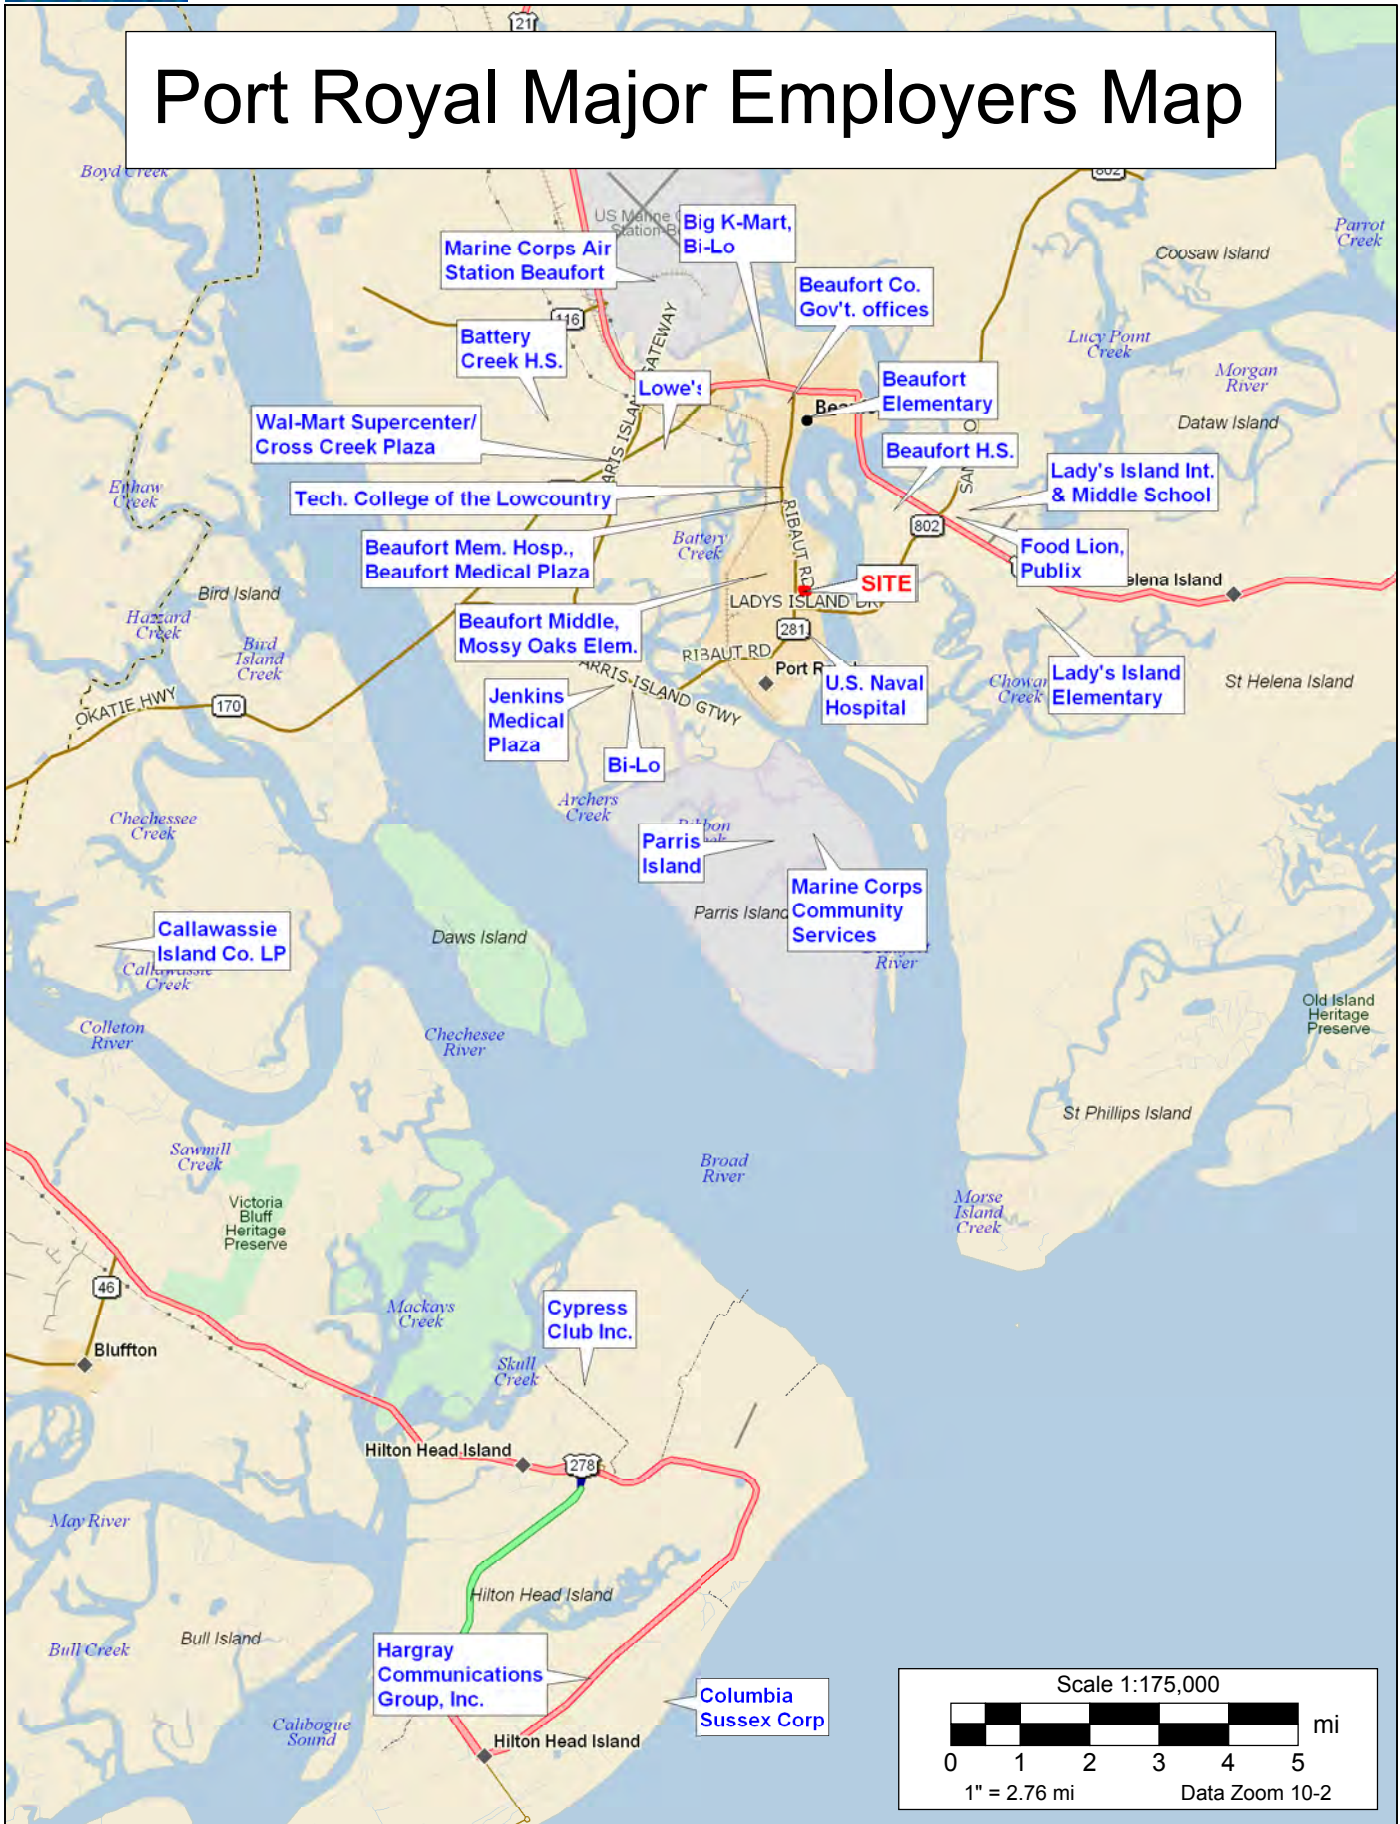 21
Port Royal Major Employers Map
Boyd Creek
802
Parrot
Creek
US Marine
Station-B
Big K-Mart,
Bi-Lo
Marine Corps Air
Station Beaufort
Coosaw Island
Beaufort Co.
Gov't. offices
116
GATEWAY
Battery
Creek H.S.
Lucy Point
Creek
Morgan
River
Lowe's
Beaufort
Elementary
Wal-Mart Supercenter/
Cross Creek Plaza
Dataw Island
Beaufort H.S.
Lady's Island Int.
& Middle School
Enhaw
Creek
Tech. College of the Lowcountry
RIBAUT RD
802
Battery
Creek
Beaufort Mem. Hosp.,
Beaufort Medical Plaza
Food Lion,
Publix
elena Island
SITE
Bird Island
LADYS ISLAND DR
Hazzard
Creek
Beaufort Middle,
Mossy Oaks Elem.
281
Bird
Island
Creek
RIBAUT RD
ARRIS ISLAND GTWY
Port R
U.S. Naval
Hospital
Chowan
Creek
Lady's Island
Elementary
St Helena Island
OKATIE HWY
170
Jenkins
Medical
Plaza
Bi-Lo
Archers
Creek
Chechessee
Creek
Parris
Island
Marine Corps
Community
Services
Parris Island
River
Callawassie
Island Co. LP
Daws Island
Callawassie
Creek
Colleton
River
Chechesee
River
Old Island
Heritage
Preserve
St Phillips Island
Sawmill
Creek
Broad
River
Victoria
Bluff
Heritage
Preserve
Morse
Island
Creek
46
Mackays
Creek
Cypress
Club Inc.
Bluffton
Skull
Creek
Hilton Head Island
278
May River
Hilton Head Island
Bull Creek
Bull Island
Hargray
Communications
Group, Inc.
Columbia
Sussex Corp
Calibogue
Sound
Hilton Head Island
Scale 1:175,000
mi
0 1 2 3 4 5
1" = 2.76 mi Data Zoom 10-2